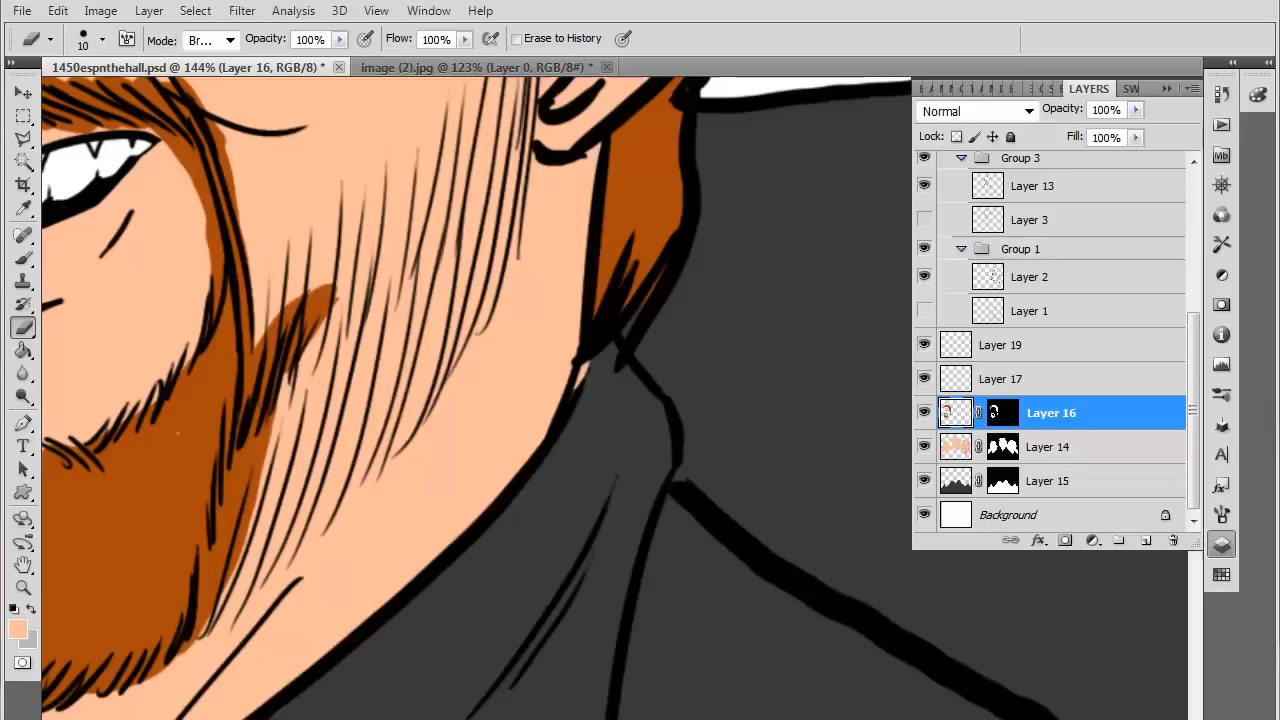 File Edit Image Layer Select Filter Analysis 3D View Window Help
10 Mode: Br... Opacity: 100% Flow: 100% Erase to History
1450espnthehall.psd @ 144% (Layer 16, RGB/8) * image (2).jpg @ 123% (Layer 0, RGB/8#) *
LAYERS SW
Normal Opacity: 100%
Lock: Fill: 100%
Group 3
Layer 13
Layer 3
Group 1
Layer 2
Layer 1
Layer 19
Layer 17
Layer 16
Layer 14
Layer 15
Background